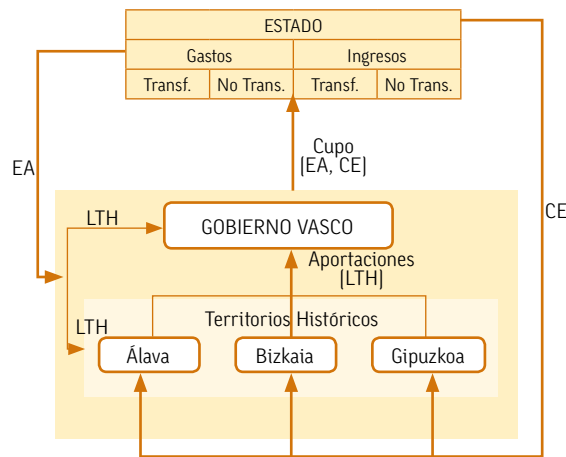 ESTADO
Gastos Ingresos
Transf. No Trans. Transf. No Trans.
Cupo
(EA, CE)
EA
CE
LTH
GOBIERNO VASCO
Aportaciones
(LTH)
LTH
Territorios Históricos
Álava Bizkaia Gipuzkoa